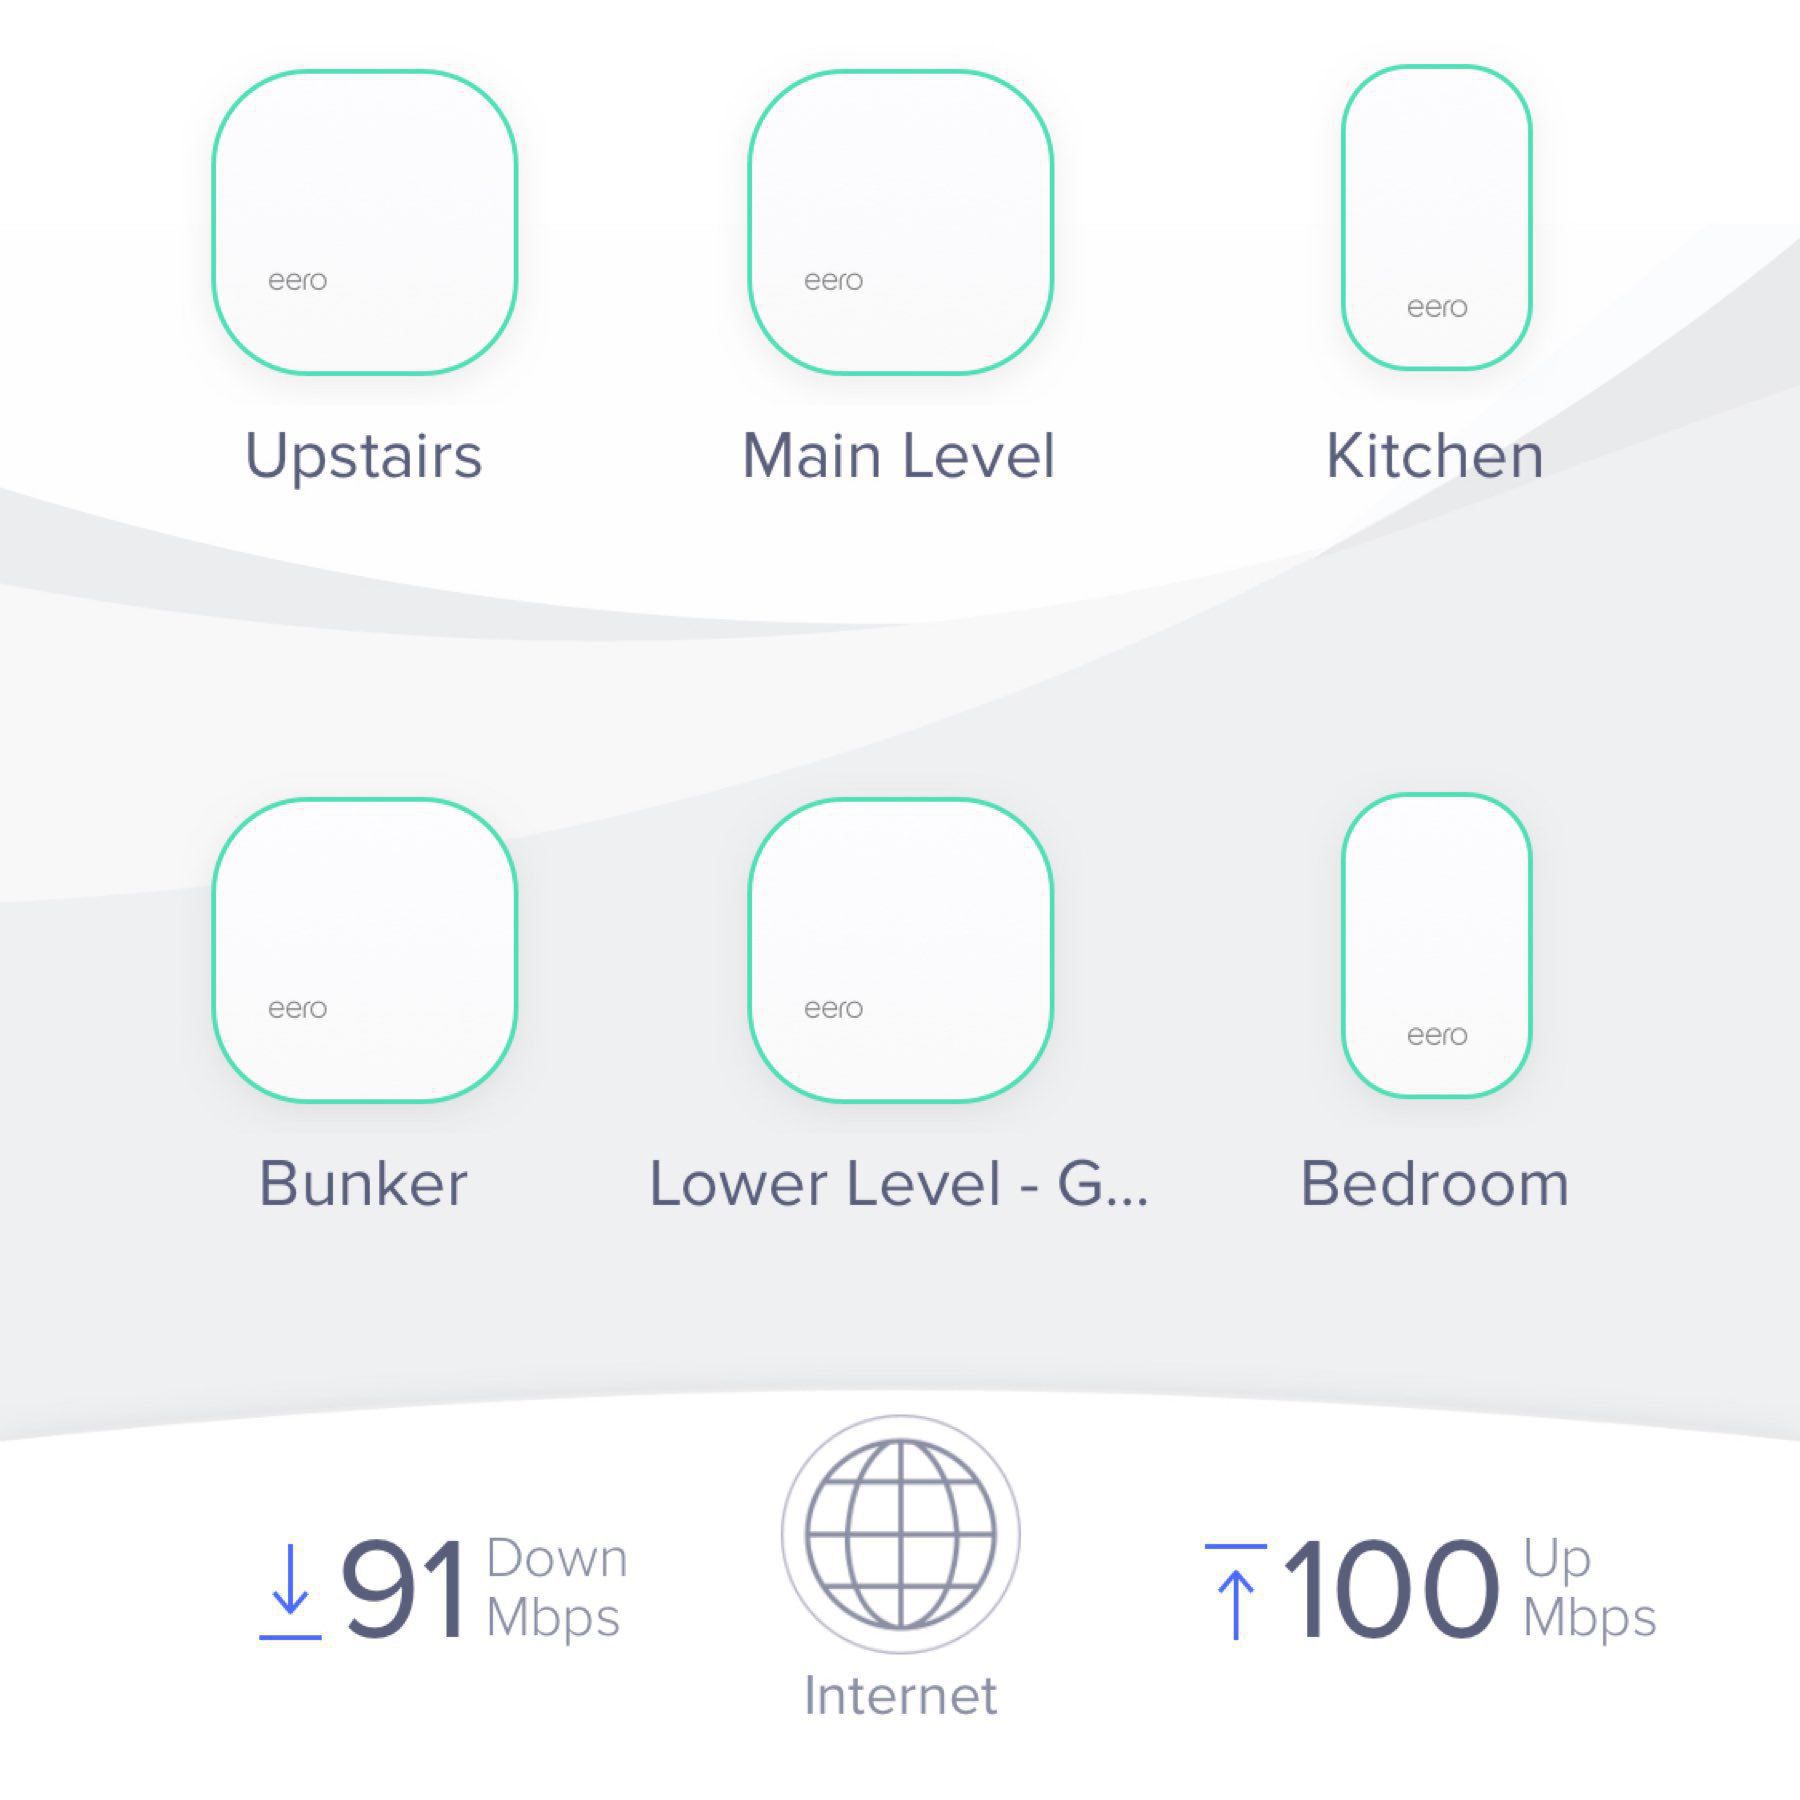 eero
eero
eero
Upstairs
Main Level
Kitchen
eero
eero
eero
Bunker
Lower Level - G...
Bedroom
91 Down Mbps
100 Up Mbps
Internet